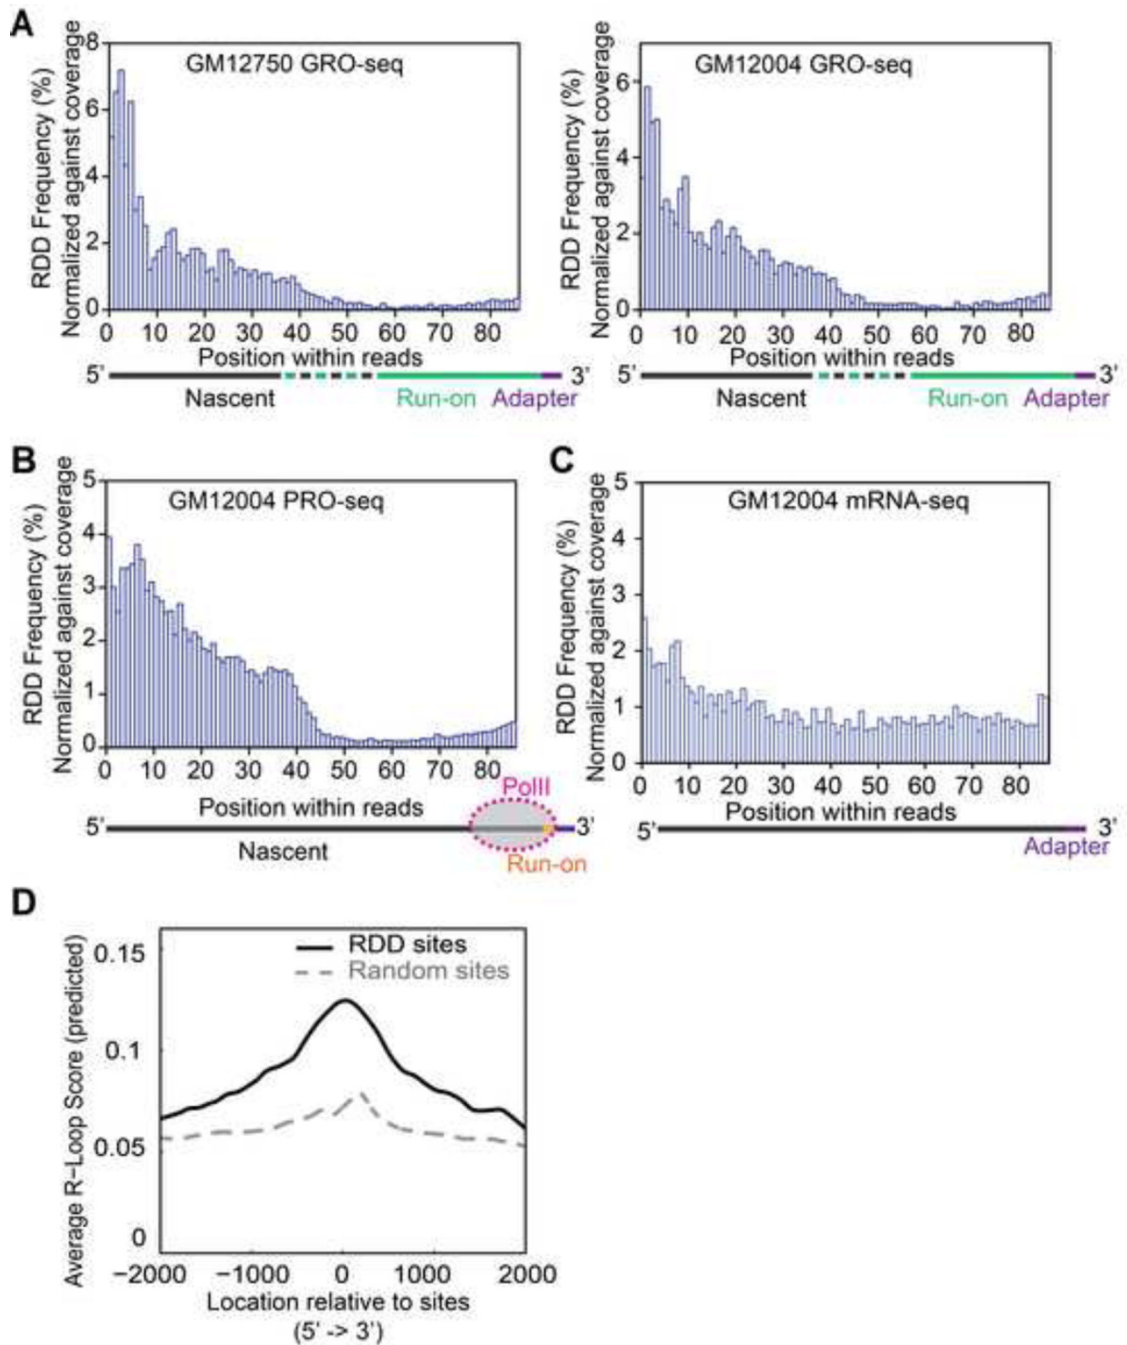 A
GM12750 GRO-seq
RDD Frequency (%)
Normalized against coverage
8
6
4
2
0
0 10 20 30 40 50 60 70 80
Position within reads
5' 3'
Nascent Run-on Adapter
GM12004 GRO-seq
RDD Frequency (%)
Normalized against coverage
6
4
2
0
0 10 20 30 40 50 60 70 80
Position within reads
5' 3'
Nascent Run-on Adapter
B
GM12004 PRO-seq
RDD Frequency (%)
Normalized against coverage
5
4
3
2
1
0
0 10 20 30 40 50 60 70 80
Position within reads
PolII
5' 3'
Nascent
Run-on
C
GM12004 mRNA-seq
RDD Frequency (%)
Normalized against coverage
5
4
3
2
1
0
0 10 20 30 40 50 60 70 80
Position within reads
5' 3'
Adapter
D
RDD sites
Random sites
Average R-Loop Score (predicted)
0.15
0.1
0.05
0
−2000 −1000 0 1000 2000
Location relative to sites
(5' -> 3')